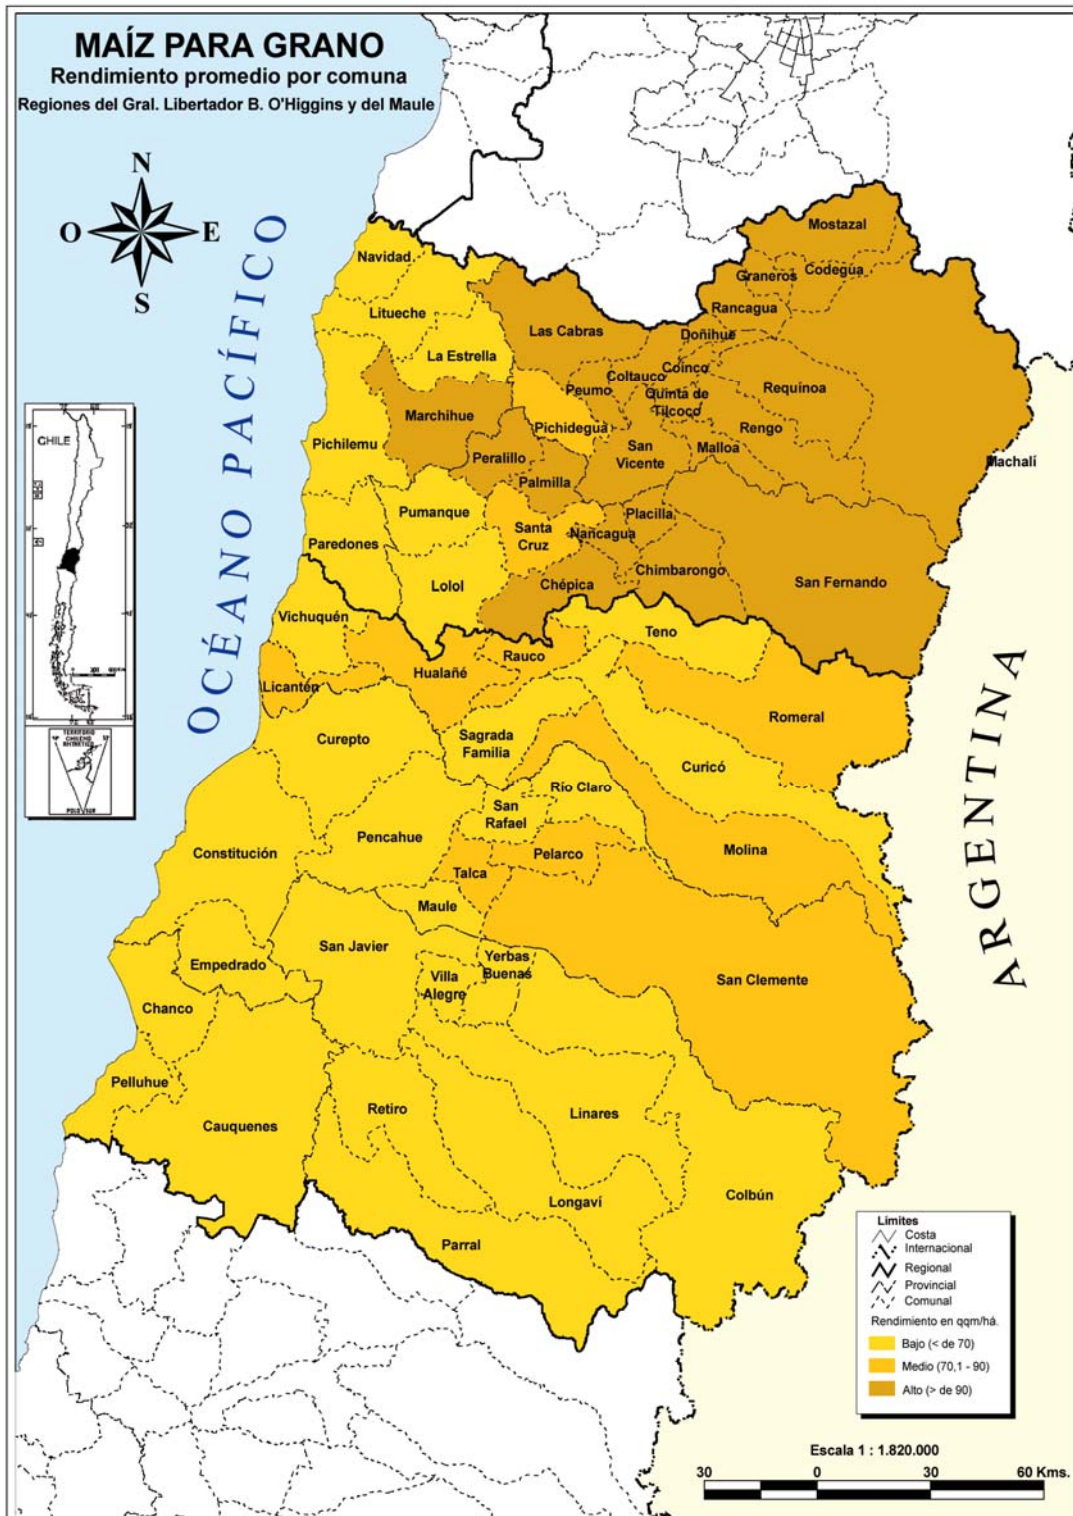 MAÍZ PARA GRANO
Rendimiento promedio por comuna
Regiones del Gral. Libertador B. O'Higgins y del Maule
N
O
E
S
OCÉANO PACÍFICO
ARGENTINA
CHILE
TERRITORIO
CHILENO
ANTARTICO
POLO SUR
Mostazal
Graneros
Codegua
Rancagua
Navidad
Litueche
La Estrella
Las Cabras
Doñihue
Coinco
Coltauco
Peumo
Quinta de
Tilcoco
Requínoa
Marchihue
Pichidegua
Rengo
Pichilemu
San
Vicente
Malloa
Machalí
Peralillo
Palmilla
Pumanque
Santa
Cruz
Placilla
Nancagua
Paredones
Lolol
Chépica
Chimbarongo
San Fernando
Vichuquén
Teno
Rauco
Hualañé
Licantén
Romeral
Curepto
Sagrada
Familia
Curicó
Río Claro
San
Rafael
Pencahue
Constitución
Pelarco
Molina
Talca
Maule
San Javier
Yerbas
Buenas
Empedrado
Villa
Alegre
San Clemente
Chanco
Pelluhue
Retiro
Linares
Cauquenes
Longaví
Colbún
Parral
Límites
Costa
Internacional
Regional
Provincial
Comunal
Rendimiento en qqm/há.
Bajo (< de 70)
Medio (70,1 - 90)
Alto (> de 90)
Escala 1 : 1.820.000
30 0 30 60 Kms.